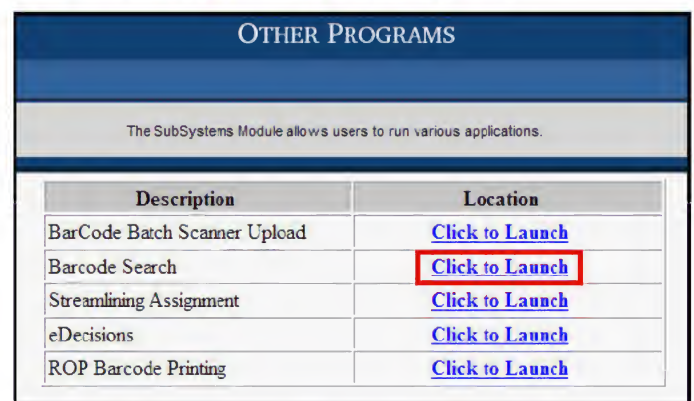 OTHER PROGRAMS
The SubSystems Module allows users to run various applications.
Description Location
BarCode Batch Scanner Upload Click to Launch
Barcode Search Click to Launch
Streamlining Assignment Click to Launch
eDecisions Click to Launch
ROP Barcode Printing Click to Launch